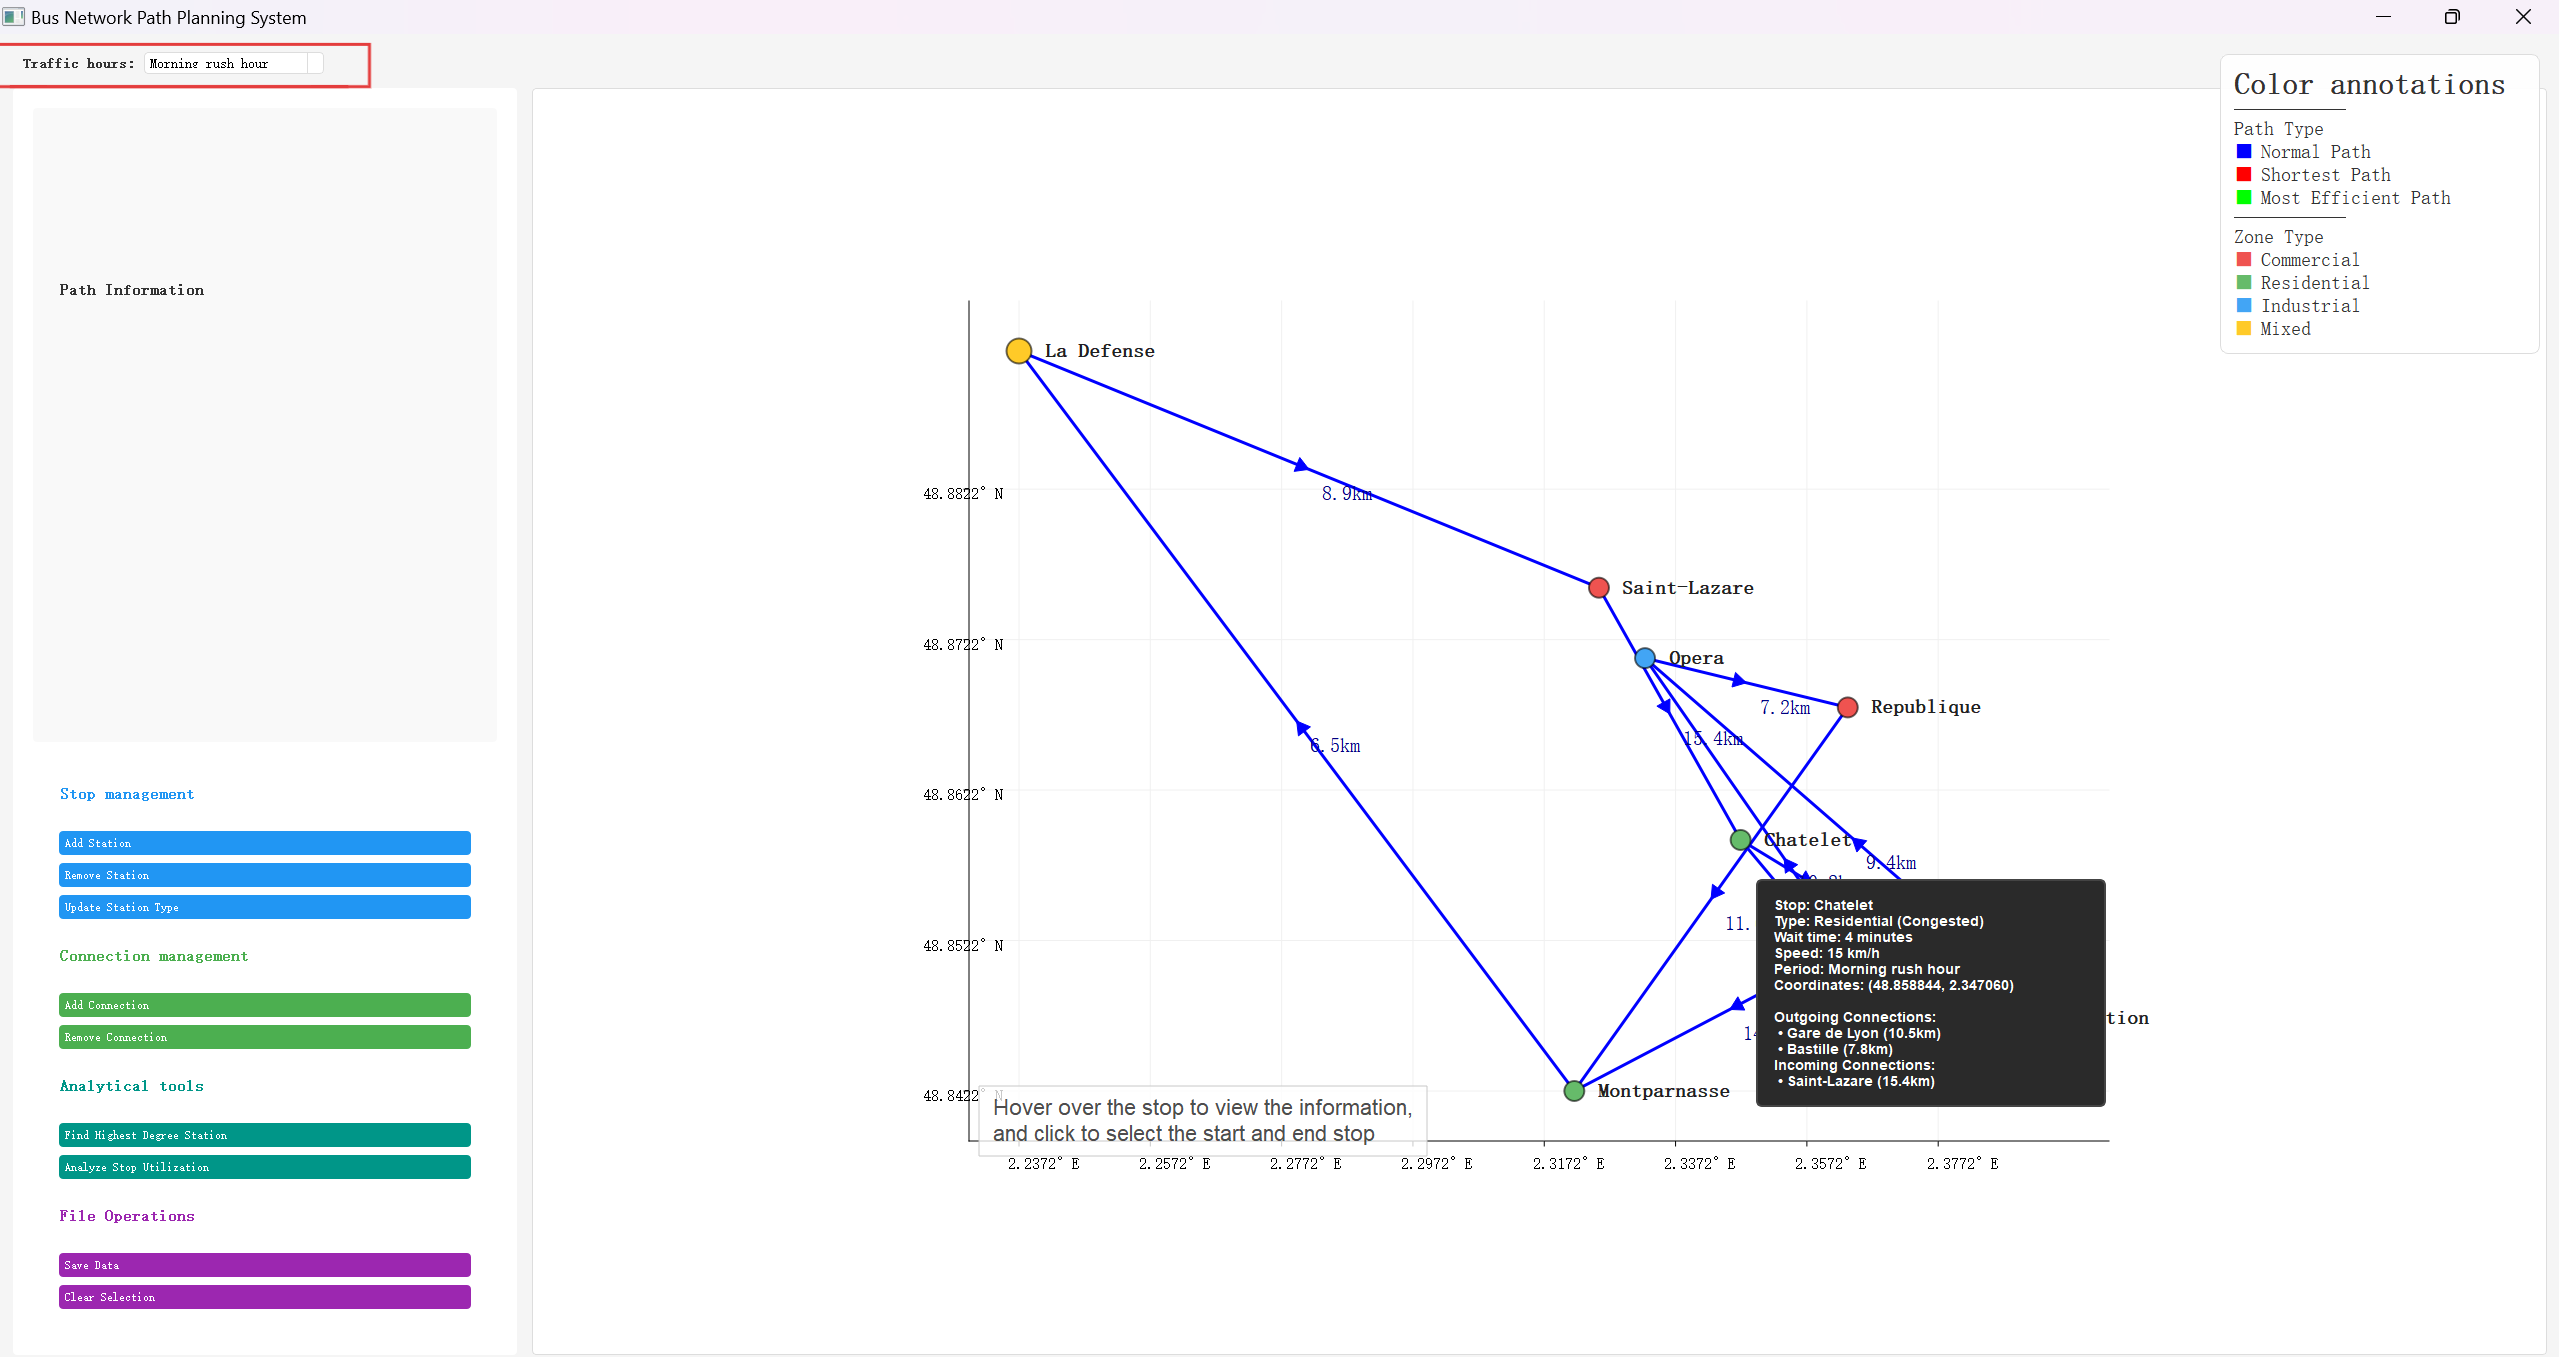 Bus Network Path Planning System
Traffic hours: Morning rush hour
Path Information
Stop management
Add Station
Remove Station
Update Station Type
Connection management
Add Connection
Remove Connection
Analytical tools
Find Highest Degree Station
Analyze Stop Utilization
File Operations
Save Data
Clear Selection
Color annotations
Path Type
Normal Path
Shortest Path
Most Efficient Path
Zone Type
Commercial
Residential
Industrial
Mixed
La Defense
8.9km
48.8822° N
Saint-Lazare
48.8722° N
Opera
7.2km
Republique
15.4km
6.5km
48.8622° N
Chatelet
9.4km
11.
48.8522° N
Stop: Chatelet
Type: Residential (Congested)
Wait time: 4 minutes
Speed: 15 km/h
Period: Morning rush hour
Coordinates: (48.858844, 2.347060)
Outgoing Connections:
• Gare de Lyon (10.5km)
• Bastille (7.8km)
Incoming Connections:
• Saint-Lazare (15.4km)
tion
Montparnasse
48.8422° N
Hover over the stop to view the information,
and click to select the start and end stop
2.2372° E 2.2572° E 2.2772° E 2.2972° E 2.3172° E 2.3372° E 2.3572° E 2.3772° E